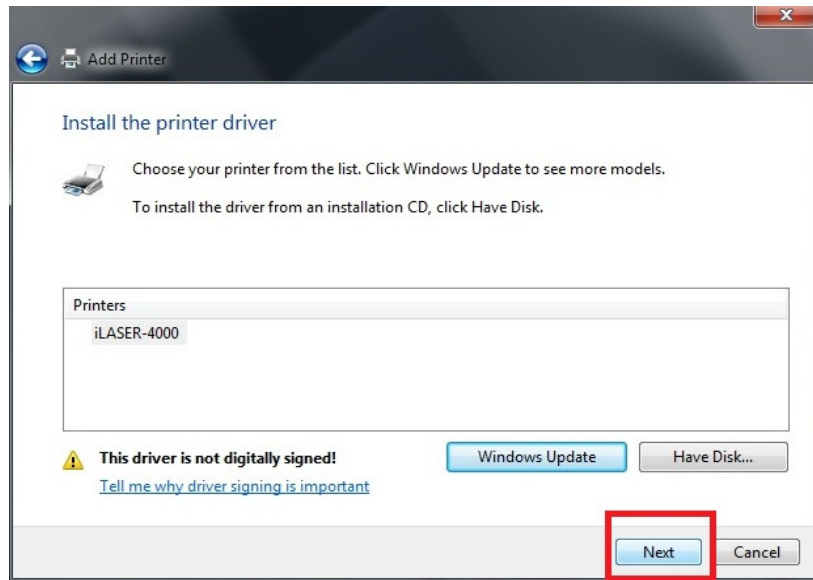 Add Printer
Install the printer driver
Choose your printer from the list. Click Windows Update to see more models.
To install the driver from an installation CD, click Have Disk.
Printers
iLASER-4000
This driver is not digitally signed!
Tell me why driver signing is important
Windows Update
Have Disk...
Next
Cancel